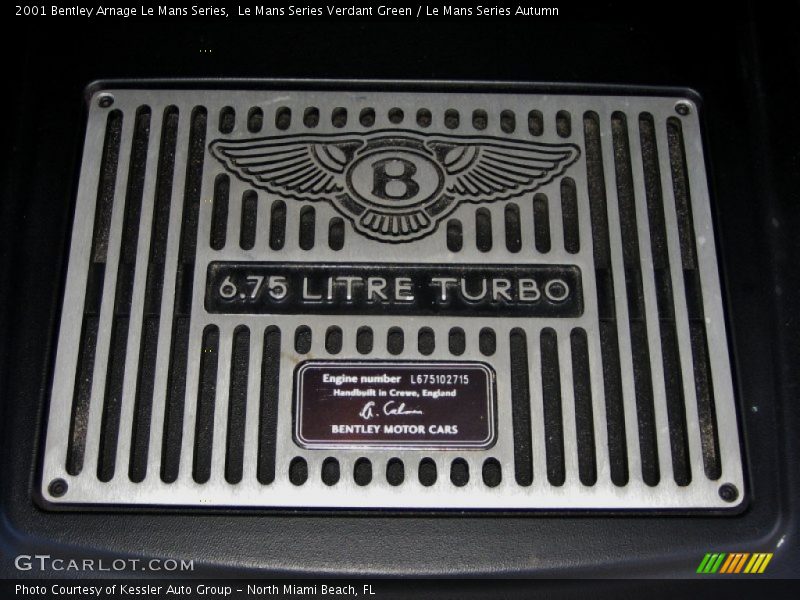 2001 Bentley Arnage Le Mans Series,  Le Mans Series Verdant Green / Le Mans Series Autumn
B
6.75 LITRE TURBO
Engine number L675102715
Handbuilt in Crewe, England
BENTLEY MOTOR CARS
GTCARLOT.COM
Photo Courtesy of Kessler Auto Group - North Miami Beach, FL